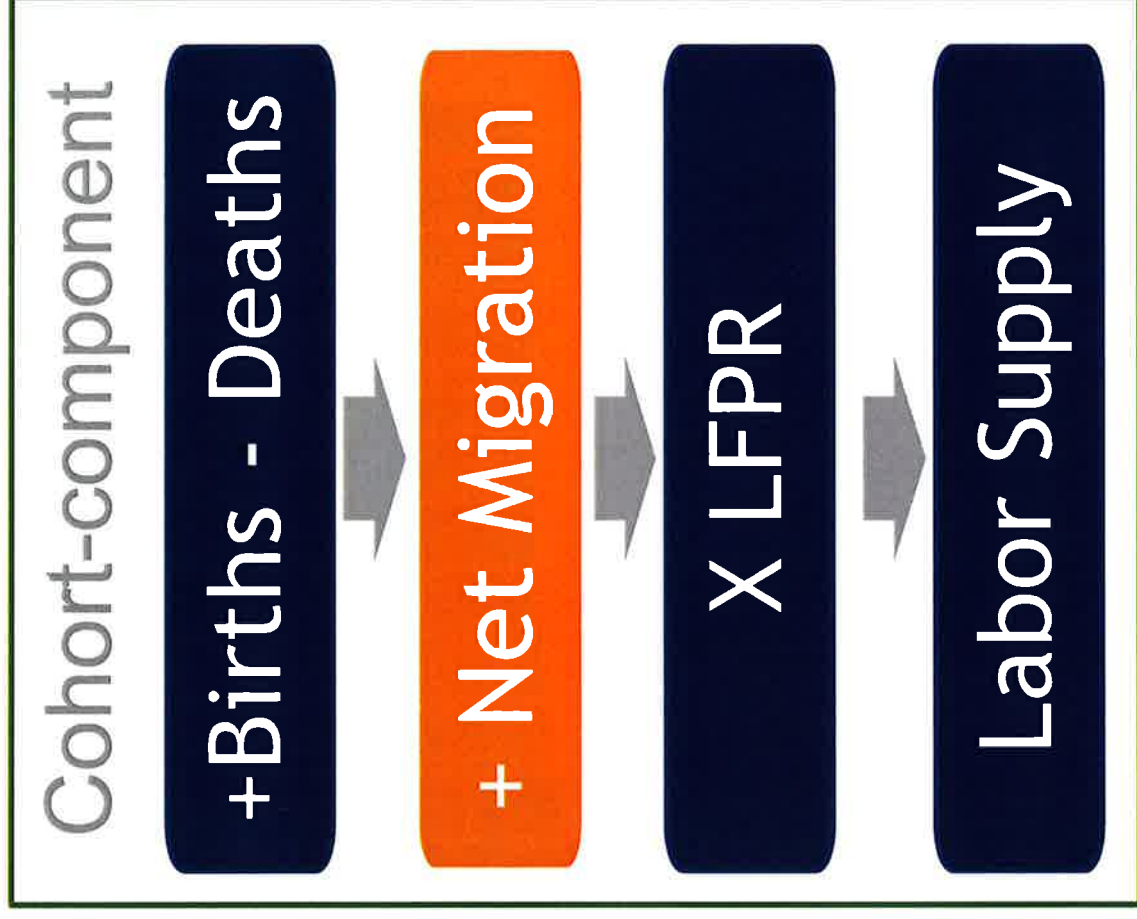 Cohort-component
+Births - Deaths
+ Net Migration
X LFPR
Labor Supply